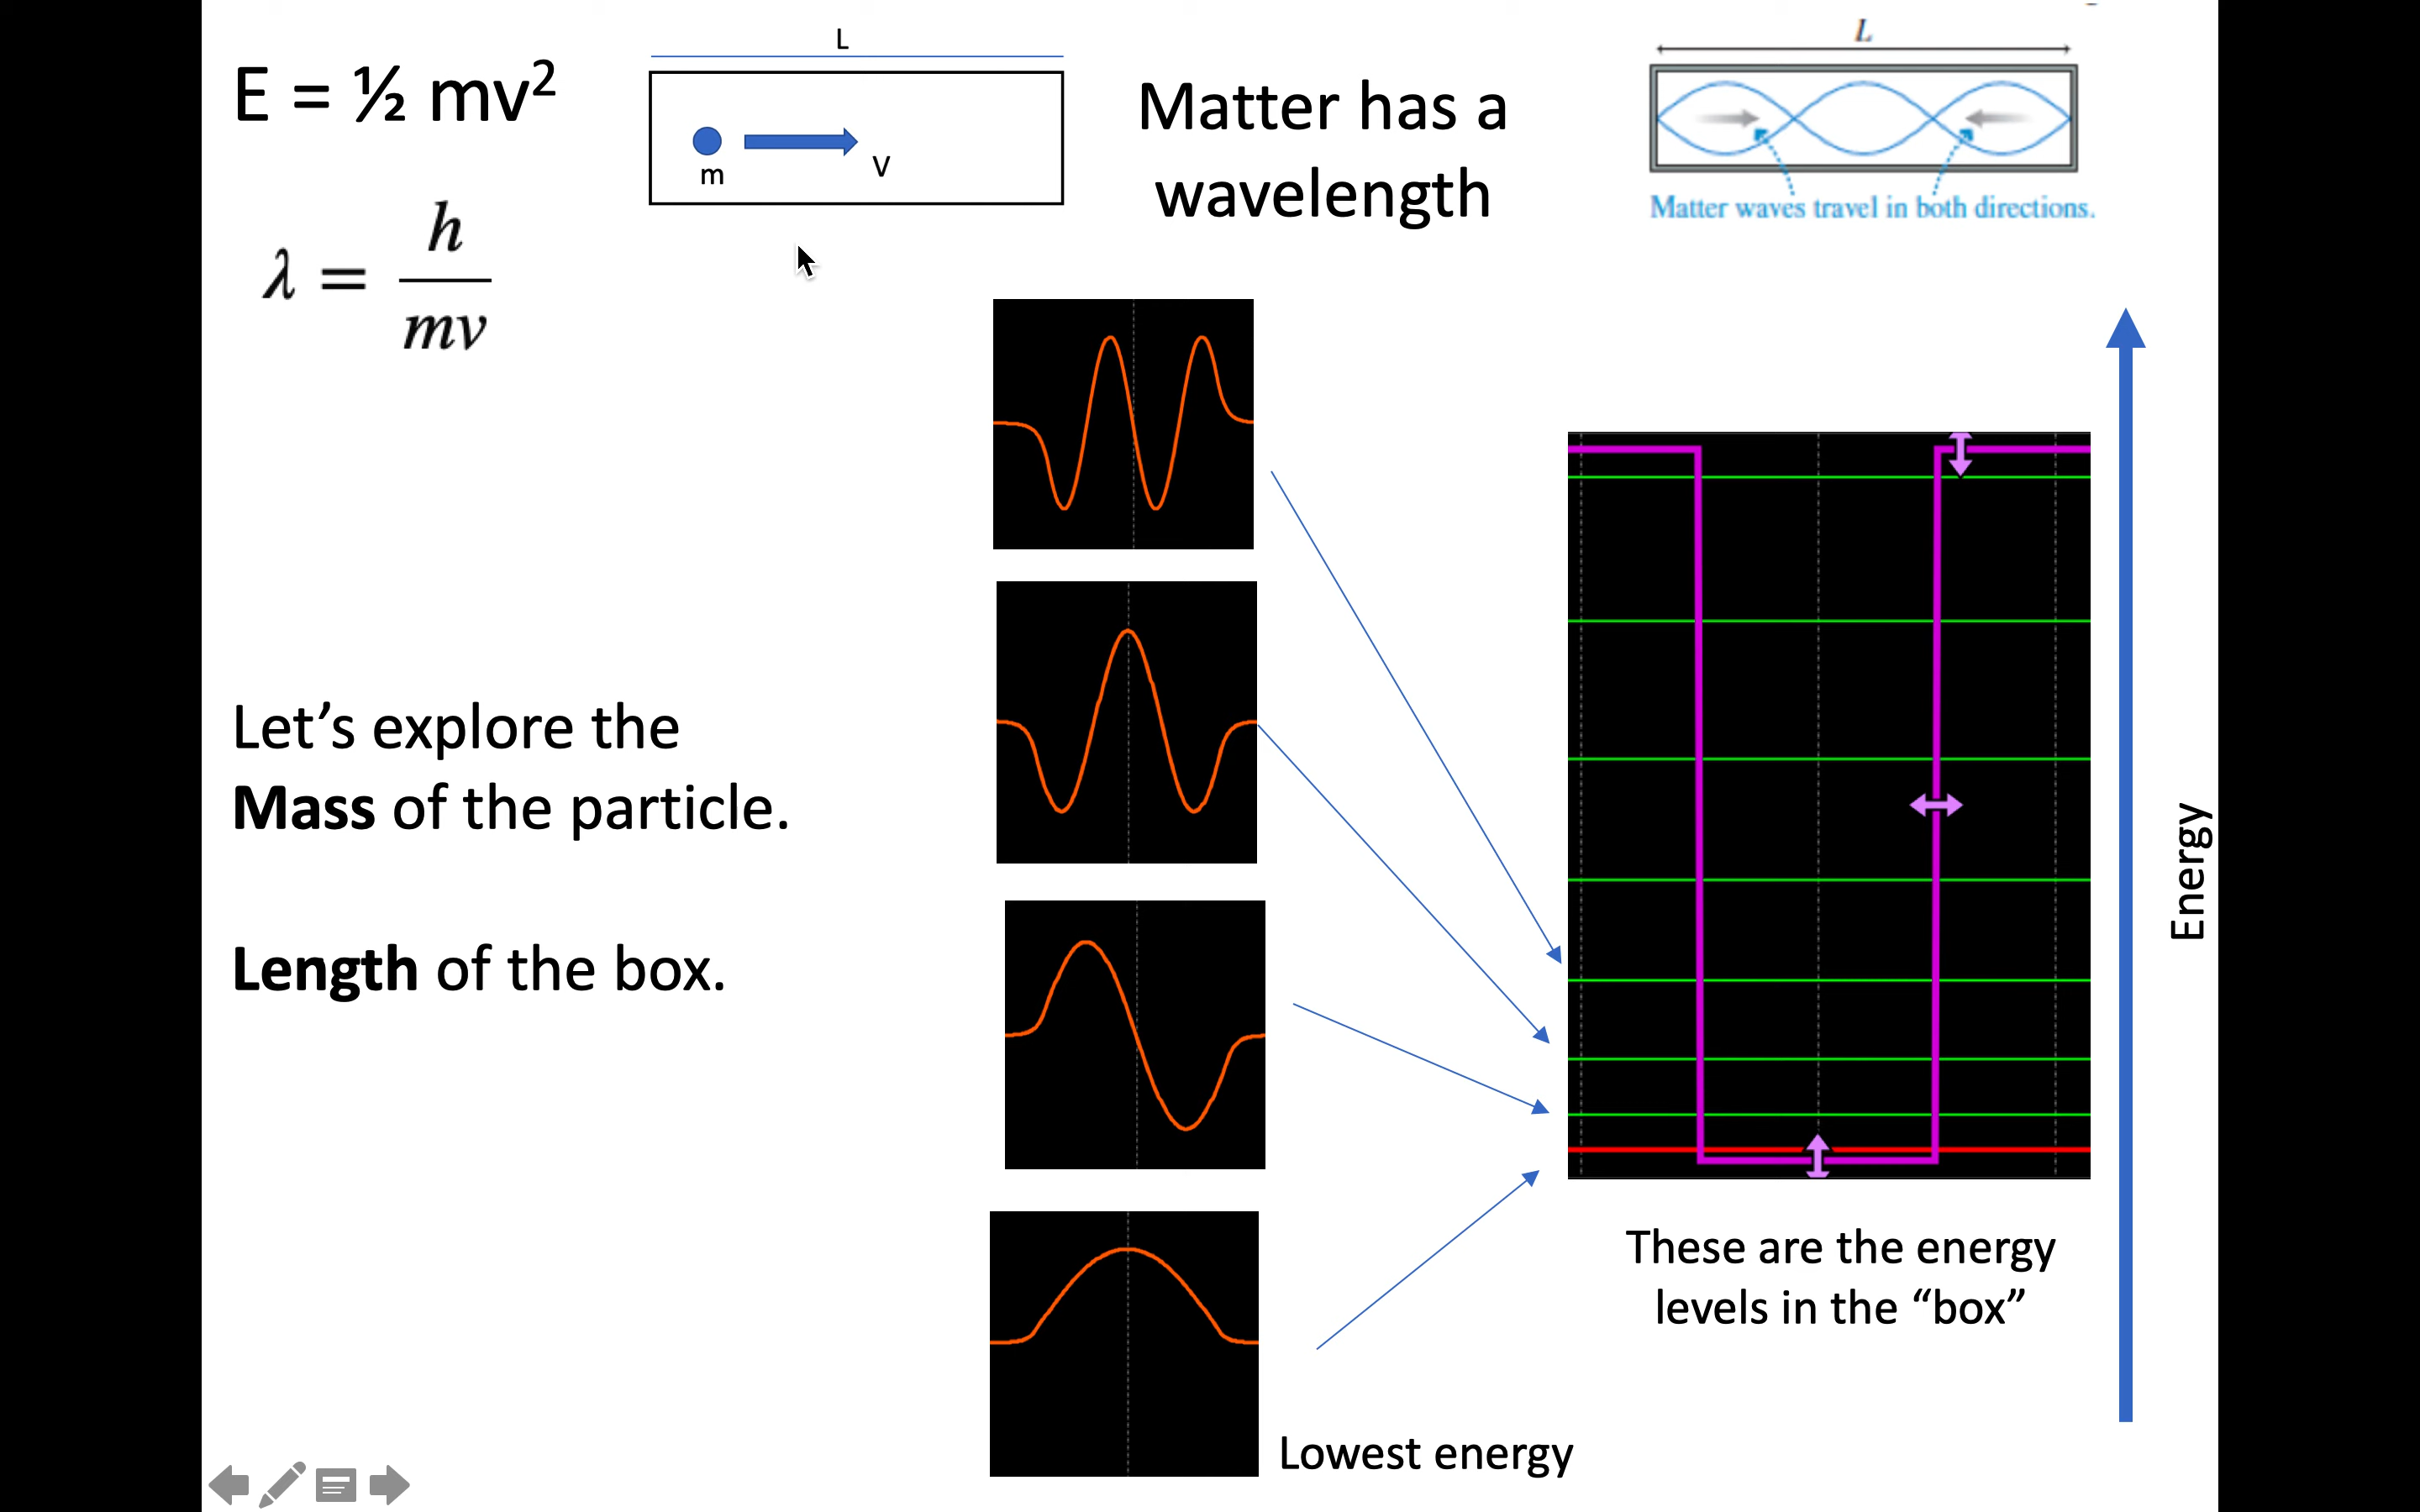 E = ½ mv²
L
m
v
λ = h / mv
Matter has a
wavelength
L
Matter waves travel in both directions.
Let’s explore the
Mass of the particle.
Length of the box.
Energy
These are the energy
levels in the “box”
Lowest energy